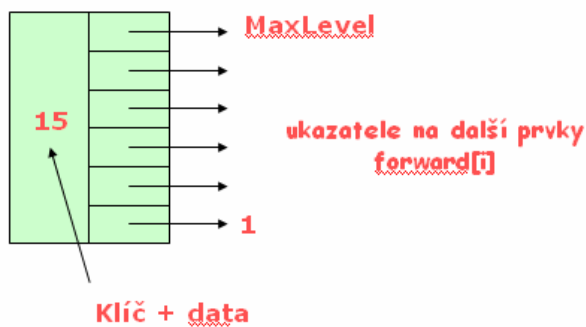 MaxLevel
15
ukazatele na další prvky
forward[i]
1
Klíč + data